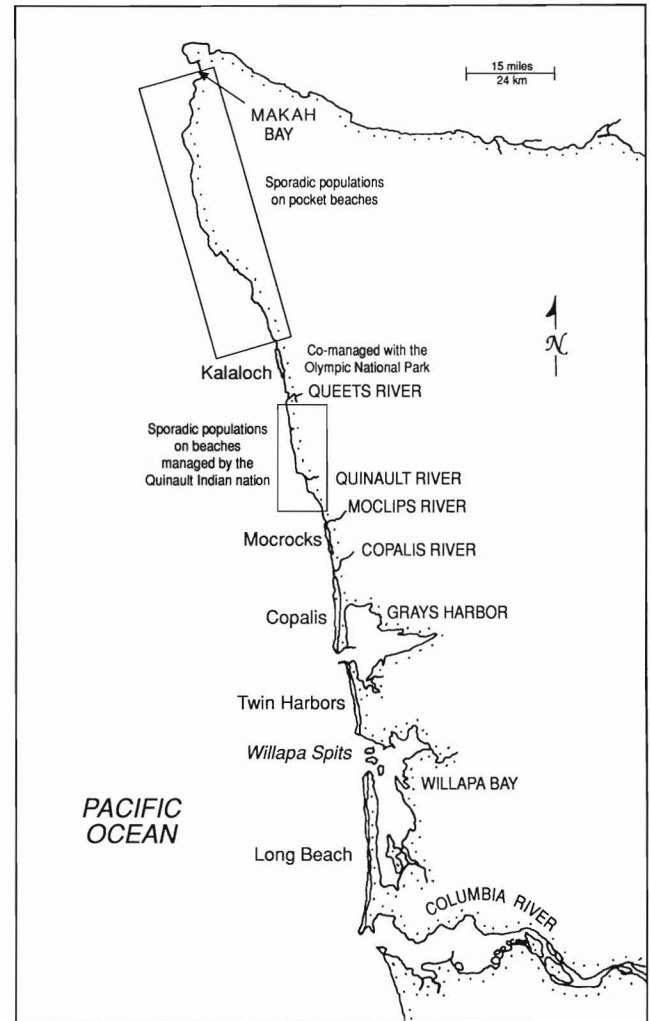 15 miles
24 km
MAKAH
BAY
Sporadic populations
on pocket beaches
N
Co-managed with the
Olympic National Park
Kalaloch
QUEETS RIVER
Sporadic populations
on beaches
managed by the
Quinault Indian nation
QUINAULT RIVER
MOCLIPS RIVER
Mocrocks
COPALIS RIVER
Copalis
GRAYS HARBOR
Twin Harbors
Willapa Spits
WILLAPA BAY
PACIFIC
OCEAN
Long Beach
COLUMBIA RIVER